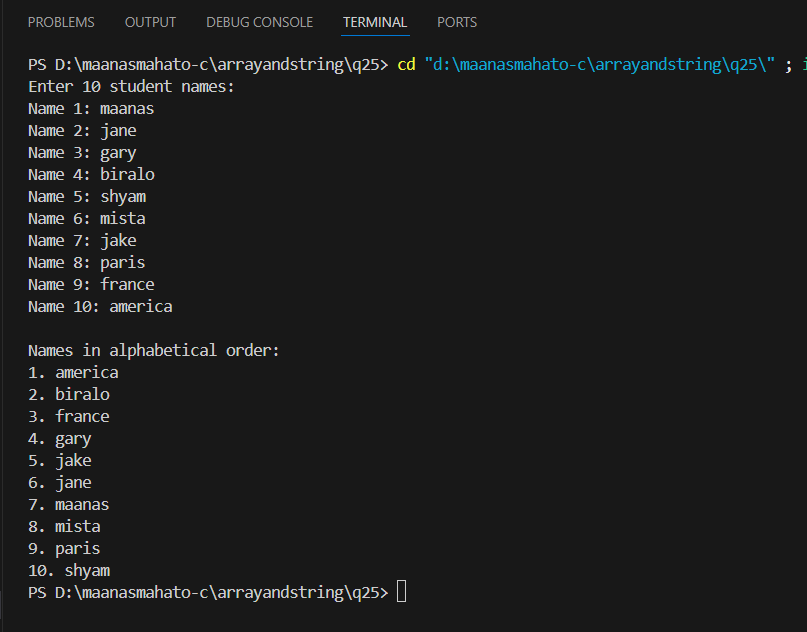 PROBLEMS OUTPUT DEBUG CONSOLE TERMINAL PORTS
PS D:\maanasmahato-c\arrayandstring\q25> cd "d:\maanasmahato-c\arrayandstring\q25\" ; i
Enter 10 student names:
Name 1: maanas
Name 2: jane
Name 3: gary
Name 4: biralo
Name 5: shyam
Name 6: mista
Name 7: jake
Name 8: paris
Name 9: france
Name 10: america
Names in alphabetical order:
1. america
2. biralo
3. france
4. gary
5. jake
6. jane
7. maanas
8. mista
9. paris
10. shyam
PS D:\maanasmahato-c\arrayandstring\q25>